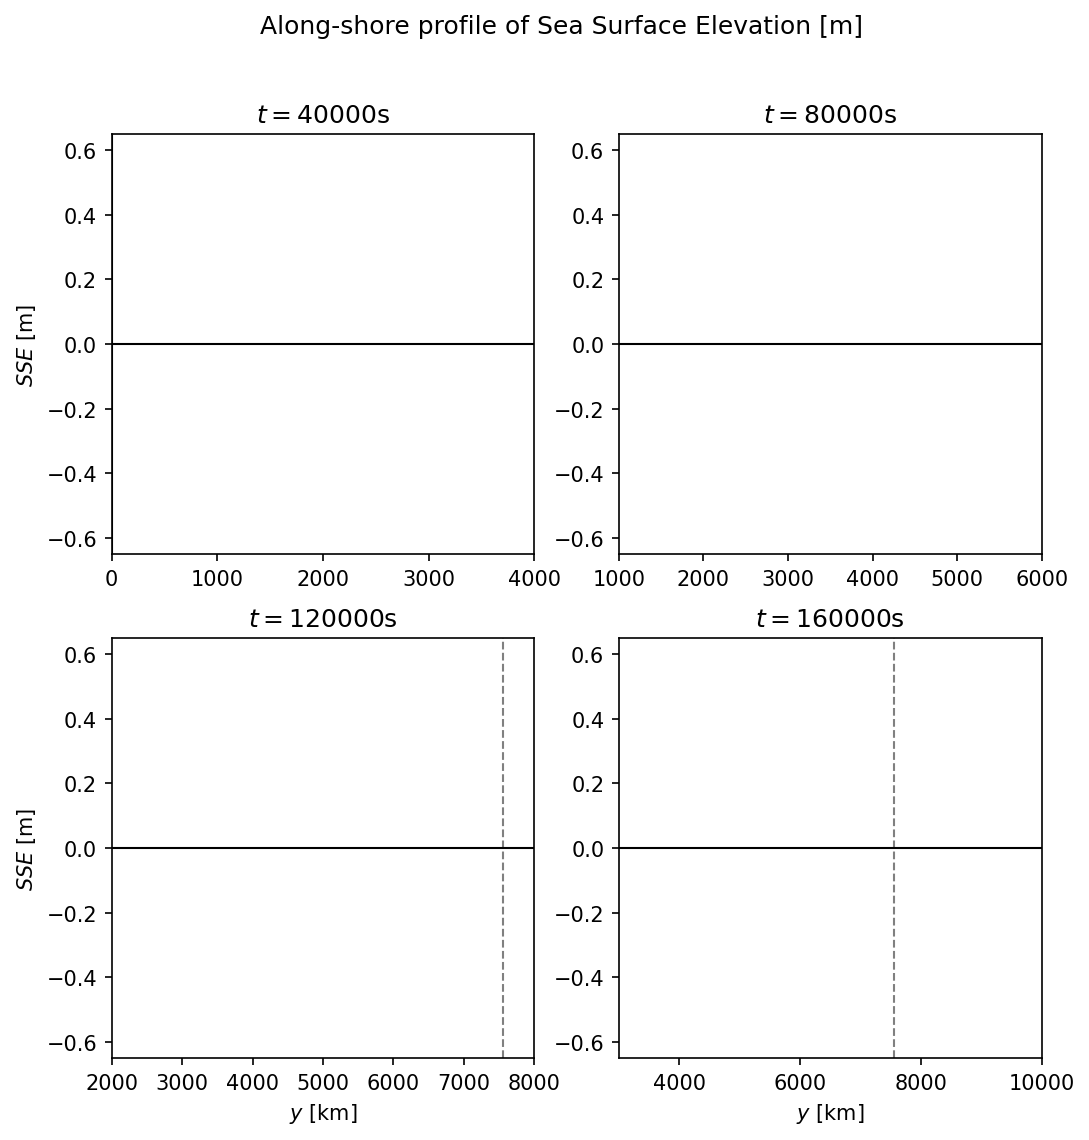 Along-shore profile of Sea Surface Elevation [m]
t = 40000s
t = 80000s
SSE [m]
0.6
0.4
0.2
0.0
−0.2
−0.4
−0.6
0 1000 2000 3000 4000
0.6
0.4
0.2
0.0
−0.2
−0.4
−0.6
1000 2000 3000 4000 5000 6000
t = 120000s
t = 160000s
SSE [m]
0.6
0.4
0.2
0.0
−0.2
−0.4
−0.6
2000 3000 4000 5000 6000 7000 8000
y [km]
0.6
0.4
0.2
0.0
−0.2
−0.4
−0.6
4000 6000 8000 10000
y [km]